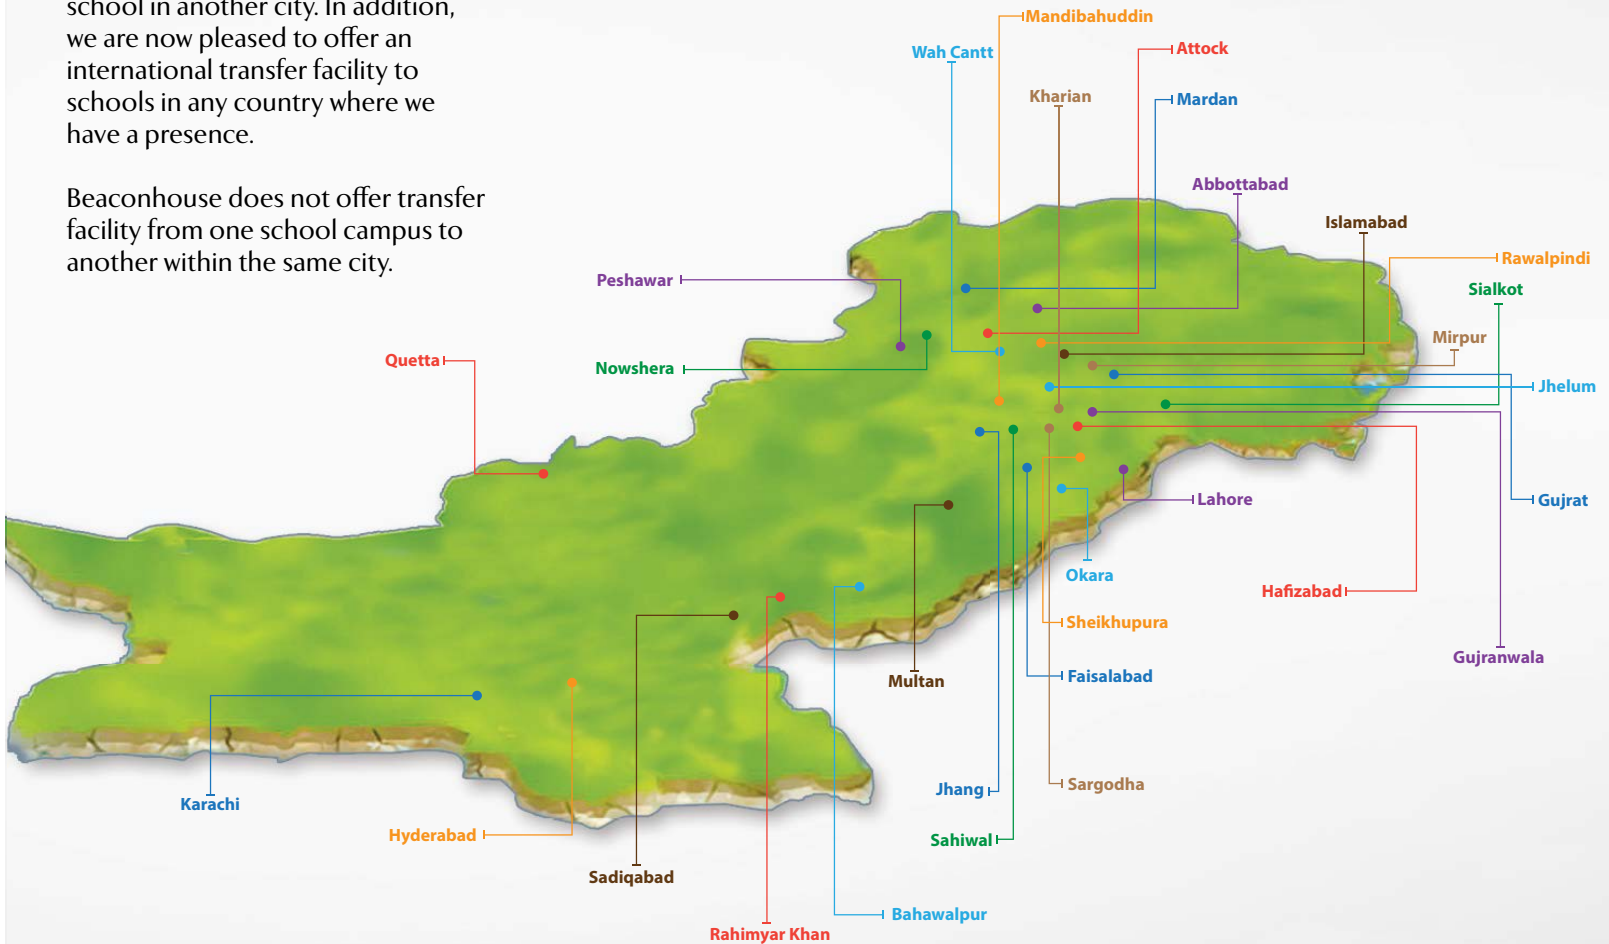 school in another city. In addition,
we are now pleased to offer an
international transfer facility to
schools in any country where we
have a presence.
Beaconhouse does not offer transfer
facility from one school campus to
another within the same city.
Mandibahuddin
Wah Cantt
Attock
Kharian
Mardan
Abbottabad
Islamabad
Rawalpindi
Peshawar
Sialkot
Mirpur
Quetta
Nowshera
Jhelum
Lahore
Gujrat
Okara
Hafizabad
Sheikhupura
Gujranwala
Multan
Faisalabad
Karachi
Jhang
Sargodha
Hyderabad
Sahiwal
Sadiqabad
Bahawalpur
Rahimyar Khan